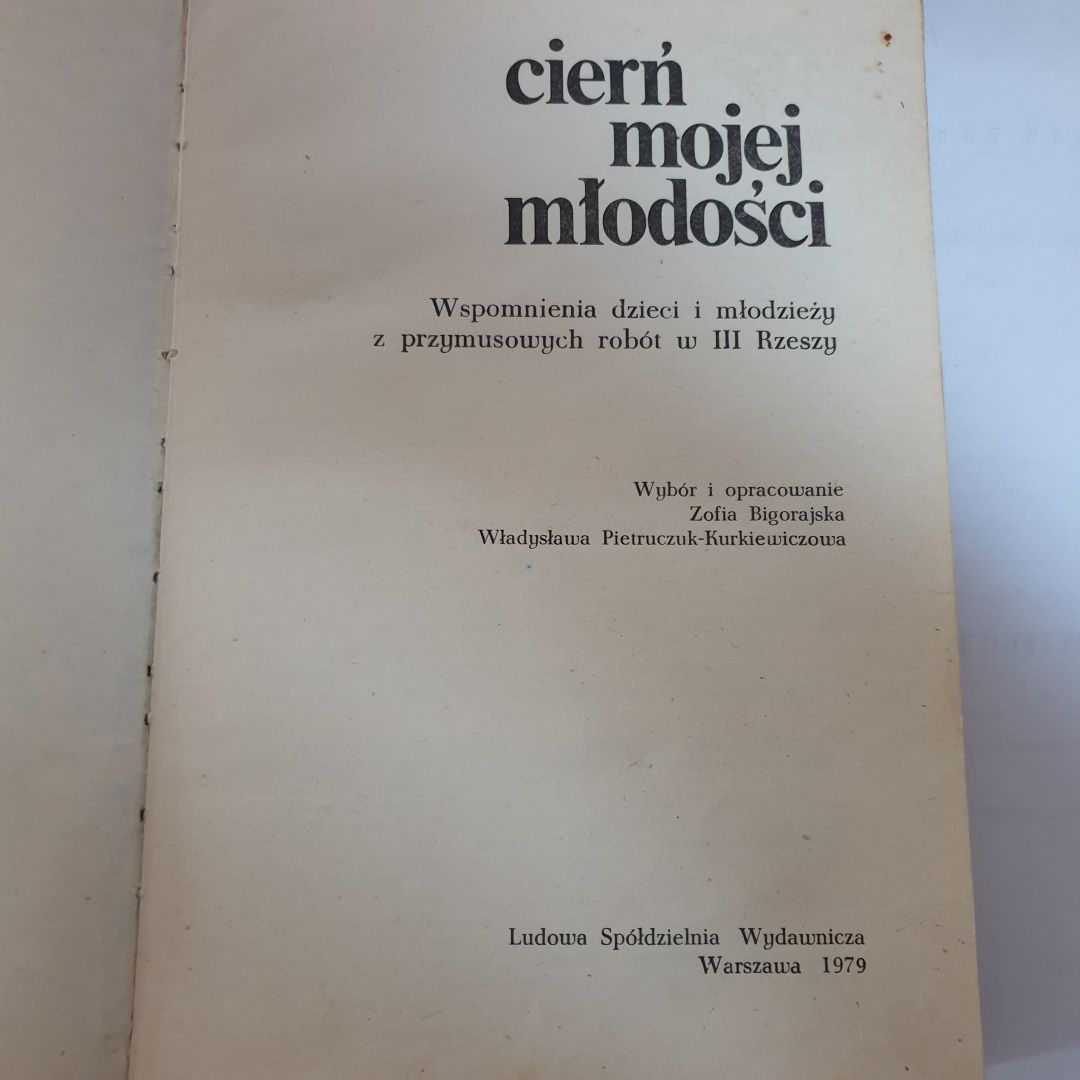 cierń
mojej
młodości
Wspomnienia dzieci i młodzieży
z przymusowych robót w III Rzeszy
Wybór i opracowanie
Zofia Bigorajska
Władysława Pietruczuk-Kurkiewiczowa
Ludowa Spółdzielnia Wydawnicza
Warszawa 1979